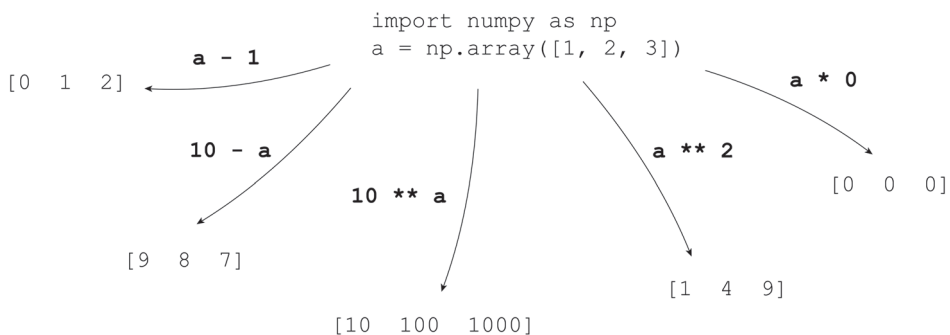 import numpy as np
a = np.array([1, 2, 3])
a - 1
[0 1 2]
a * 0
10 - a
a ** 2
10 ** a
[0 0 0]
[9 8 7]
[1 4 9]
[10 100 1000]